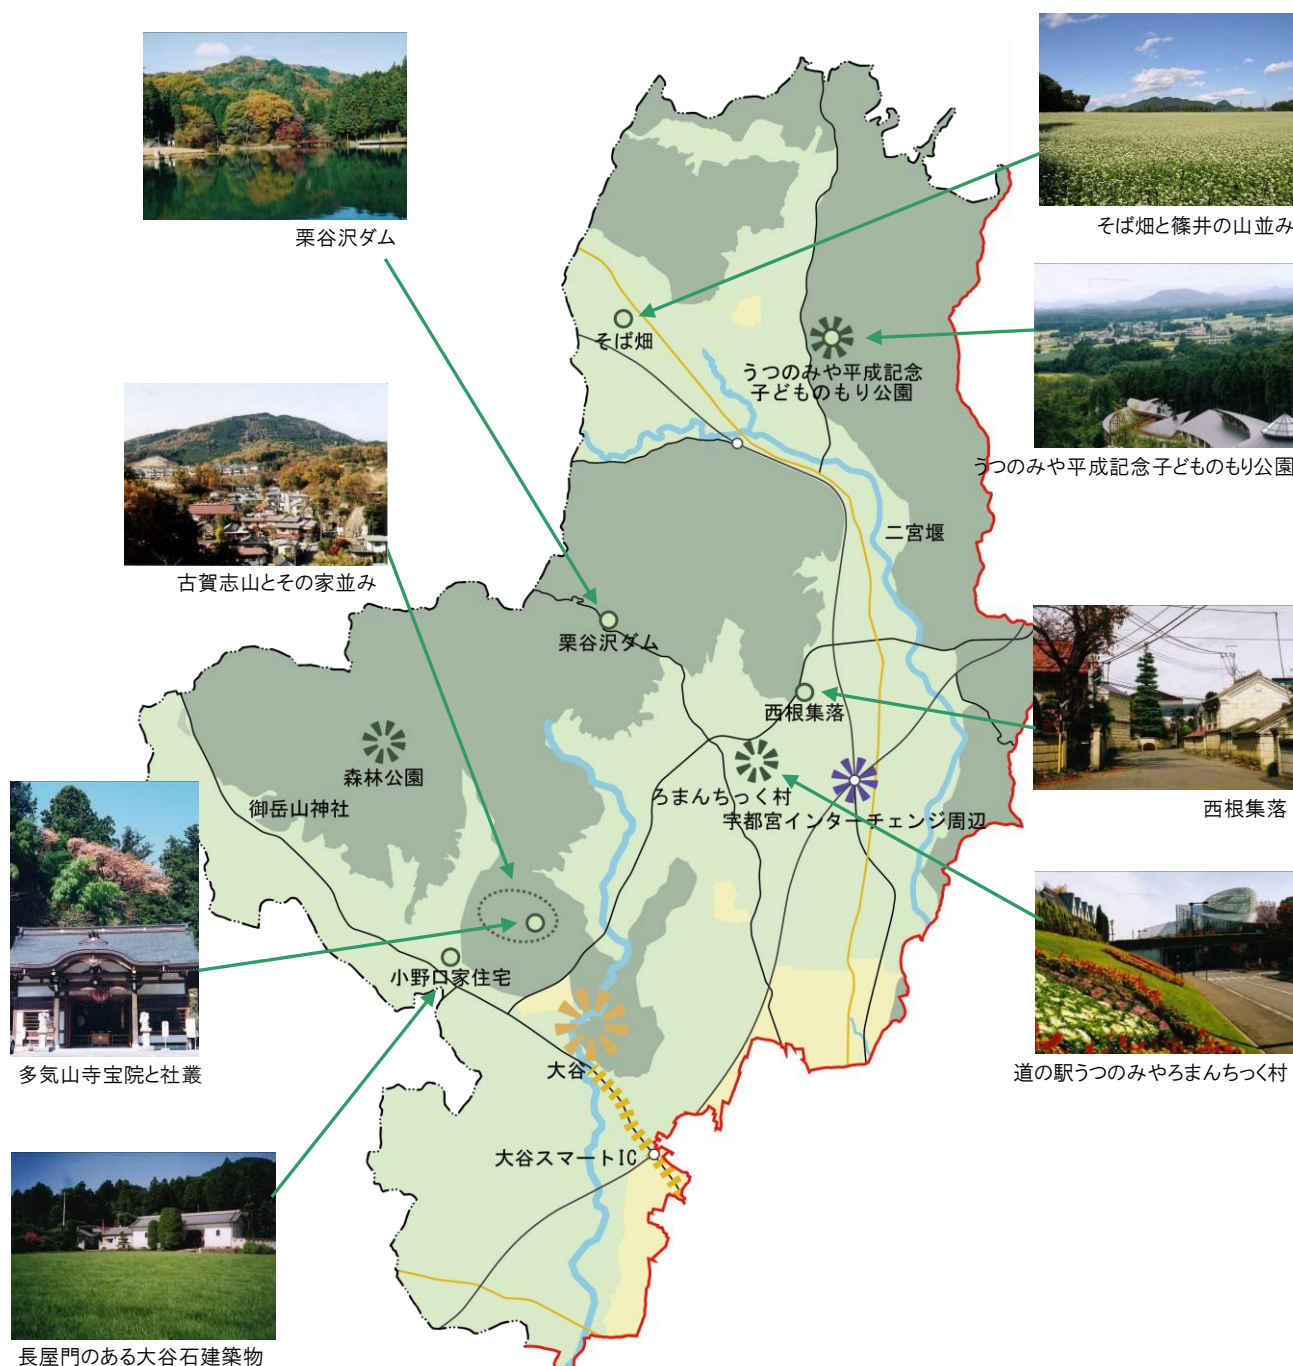 栗谷沢ダム
そば畑と篠井の山並み
そば畑
うつのみや平成記念
子どものもり公園
うつのみや平成記念子どものもり公園
二宮堰
古賀志山とその家並み
栗谷沢ダム
西根集落
西根集落
森林公園
御岳山神社
ろまんちっく村
宇都宮インターチェンジ周辺
小野口家住宅
多気山寺宝院と社叢
大谷
道の駅うつのみやろまんちっく村
大谷スマートIC
長屋門のある大谷石建築物